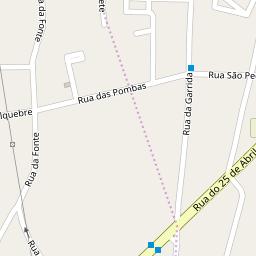 da Fonte
ete
Rua São Pe
Rua das Pombas
lquebre
Rua da Garrida
Rua da Fonte
Rua do 25 de Abril
Rua